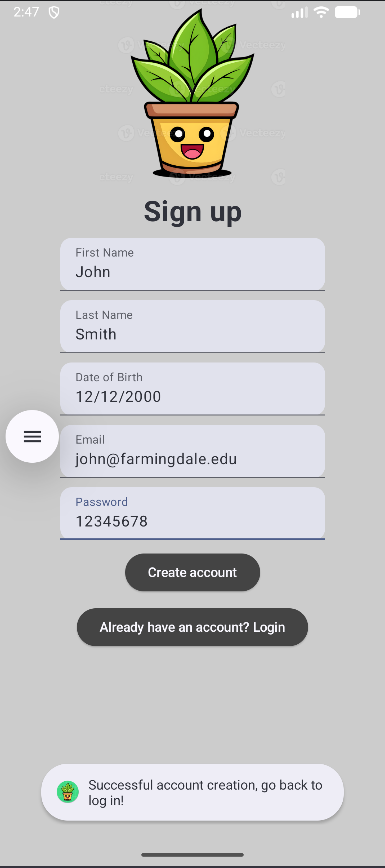 2:47
Sign up
First Name
John
Last Name
Smith
Date of Birth
12/12/2000
Email
john@farmingdale.edu
Password
12345678
Create account
Already have an account? Login
Successful account creation, go back to
log in!